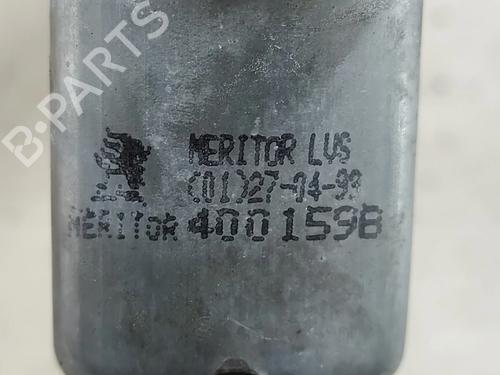 B-PARTS
MERITOR LVS
(01)27-04-99
MERITOR 4001598